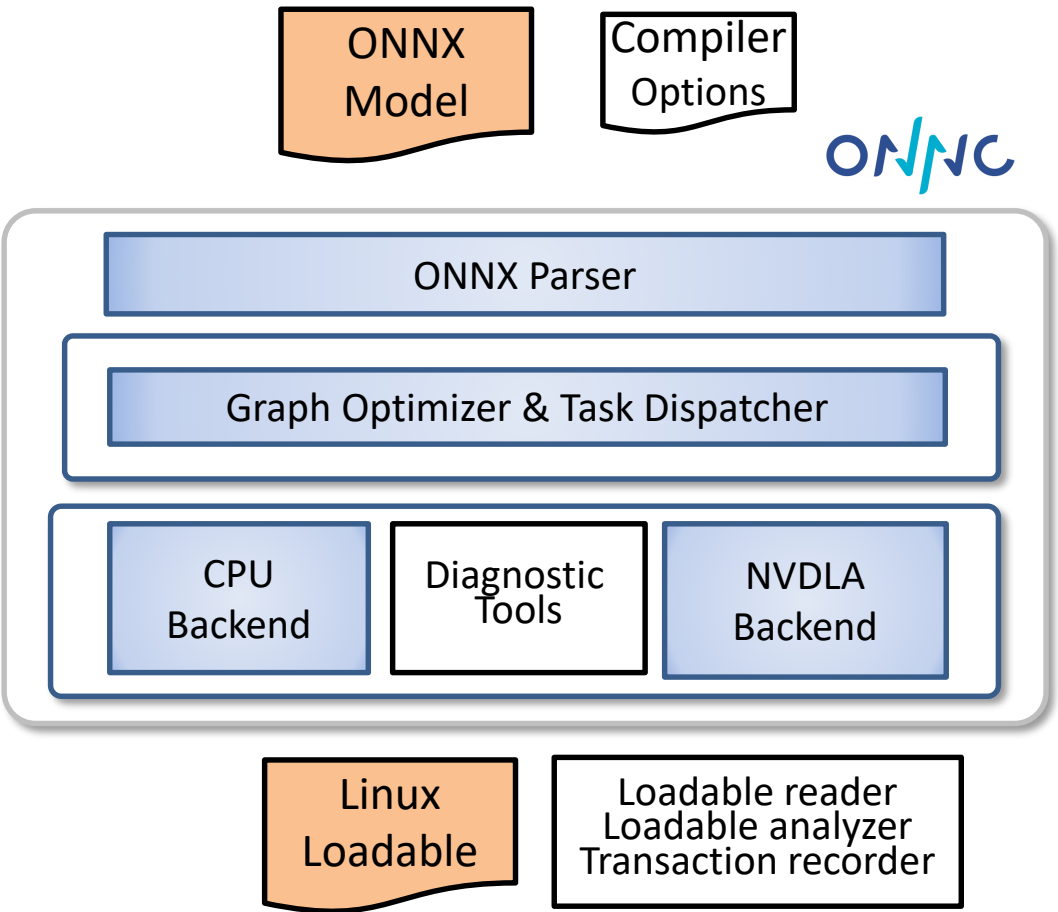 ONNX
Model
Compiler
Options
ONNC
ONNX Parser
Graph Optimizer & Task Dispatcher
CPU
Backend
Diagnostic
Tools
NVDLA
Backend
Linux
Loadable
Loadable reader
Loadable analyzer
Transaction recorder